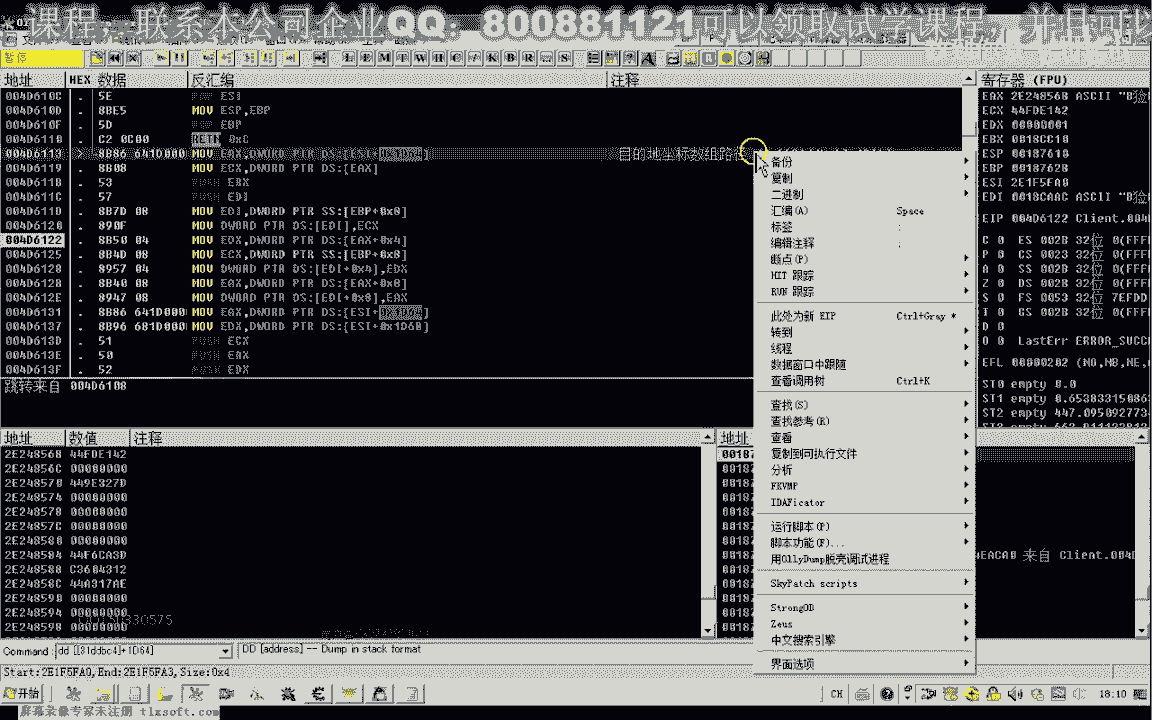 课程，联系本公司企业QQ：800881121可以领取试学课程，并且可以
暂停
地址 HEX 数据 反汇编 注释
004D610C . 5E POP ESI
004D610D . 8BE5 MOV ESP,EBP
004D610F . 5D POP EBP
004D6110 . C2 0C00 RETN 0xC
004D6113 > 8B86 641D000 MOV EAX,DWORD PTR DS:[ESI+0x1D64] 目的地坐标数组路
004D6119 . 8B08 MOV ECX,DWORD PTR DS:[EAX]
004D611B . 53 PUSH EBX
004D611C . 57 PUSH EDI
004D611D . 8B7D 08 MOV EDI,DWORD PTR SS:[EBP+0x8]
004D6120 . 890F MOV DWORD PTR DS:[EDI],ECX
004D6122 . 8B50 04 MOV EDX,DWORD PTR DS:[EAX+0x4]
004D6125 . 8B4D 08 MOV ECX,DWORD PTR SS:[EBP+0x8]
004D6128 . 8957 04 MOV DWORD PTR DS:[EDI+0x4],EDX
004D612B . 8B40 08 MOV EAX,DWORD PTR DS:[EAX+0x8]
004D612E . 8947 08 MOV DWORD PTR DS:[EDI+0x8],EAX
004D6131 . 8B86 641D000 MOV EAX,DWORD PTR DS:[ESI+0x1D64]
004D6137 . 8B96 681D000 MOV EDX,DWORD PTR DS:[ESI+0x1D68]
004D613D . 51 PUSH ECX
004D613E . 50 PUSH EAX
004D613F . 52 PUSH EDX
跳转来自 004D6108
寄存器 (FPU)
EAX 2E248568 ASCII
ECX 44FDE142
EDX 00000001
EBX 0018CC10
ESP 00187610
EBP 00187628
ESI 2E1F5FA0
EDI 0018CAAC ASCII
EIP 004D6122 Client.004
C 0 ES 002B 32位 0(FFF
P 0 CS 0023 32位 0(FFF
A 0 SS 002B 32位 0(FFF
Z 0 DS 002B 32位 0(FFF
S 0 FS 0053 32位 7EFDD
T 0 GS 002B 32位 0(FFF
D 0
O 0 LastErr ERROR_SUCC
EFL 00000202 (NO,NB,NE,
ST0 empty 0.0
ST1 empty 0.6538331508
ST2 empty 447.095092773
备份
复制
二进制
汇编(A) Space
标签 :
编辑注释 ;
断点(P)
HIT 跟踪
RUN 跟踪
此处为新 EIP Ctrl+Gray *
转到
线程
数据窗口中跟随
查看调用树 Ctrl+K
查找(S)
查找参考(R)
查看
复制到可执行文件
分析
FKVMP
IDAFicator
运行脚本(P)
脚本功能(F)...
用OllyDump脱壳调试进程
SkyPatch scripts
StrongOD
Zeus
中文搜索引擎
界面选项
地址 数值 注释
2E248568 44FDE142
2E24856C 00000000
2E248570 449E327D
2E248574 00000000
2E248578 00000000
2E24857C 00000000
2E248580 00000000
2E248584 44F6CA3D
2E248588 C3604312
2E24858C 44A317AE
2E248590 00000000
2E248594 00000000
2E248598 00000000
地址
EACA0 来自 Client.004D
Command: dd [[31ddbc4]+1D64] DD [address] -- Dump in stack format
Start:2E1F5FA0,End:2E1F5FA3,Size:0x4
开始
CH
18:10
屏幕录像专家未注册 tlxsoft.com